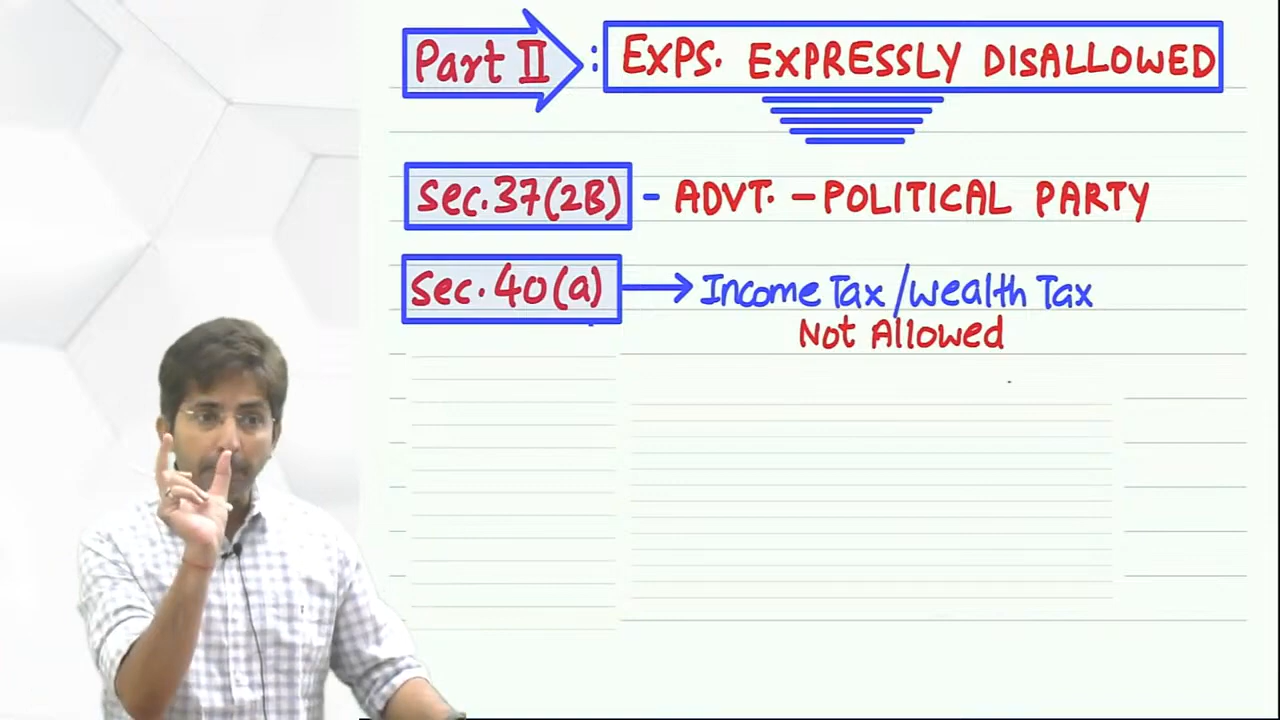 Part II : EXPS. EXPRESSLY DISALLOWED
Sec.37(2B) - ADVT. - POLITICAL PARTY
Sec.40(a) → Income Tax/Wealth Tax
Not Allowed